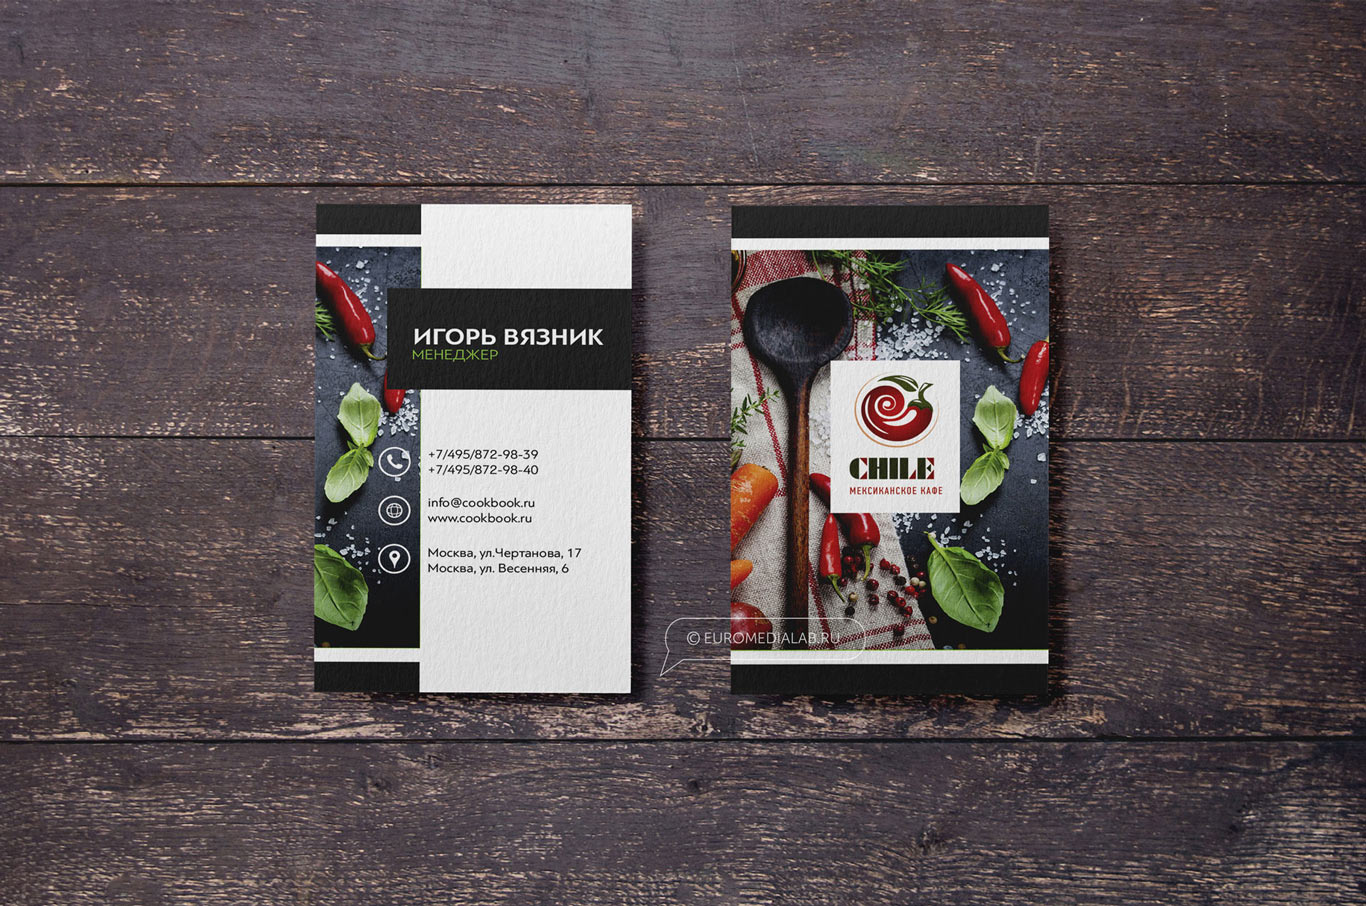 ИГОРЬ ВЯЗНИК
МЕНЕДЖЕР
+7/495/872-98-39
+7/495/872-98-40
info@cookbook.ru
www.cookbook.ru
Москва, ул.Чертанова, 17
Москва, ул. Весенняя, 6
CHILE
МЕКСИКАНСКОЕ КАФЕ
© EUROMEDIALAB.RU